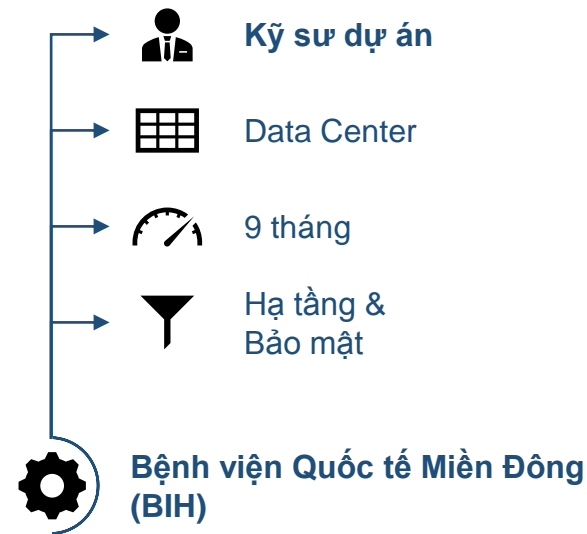 Kỹ sư dự án
Data Center
9 tháng
Hạ tầng &
Bảo mật
Bệnh viện Quốc tế Miền Đông
(BIH)